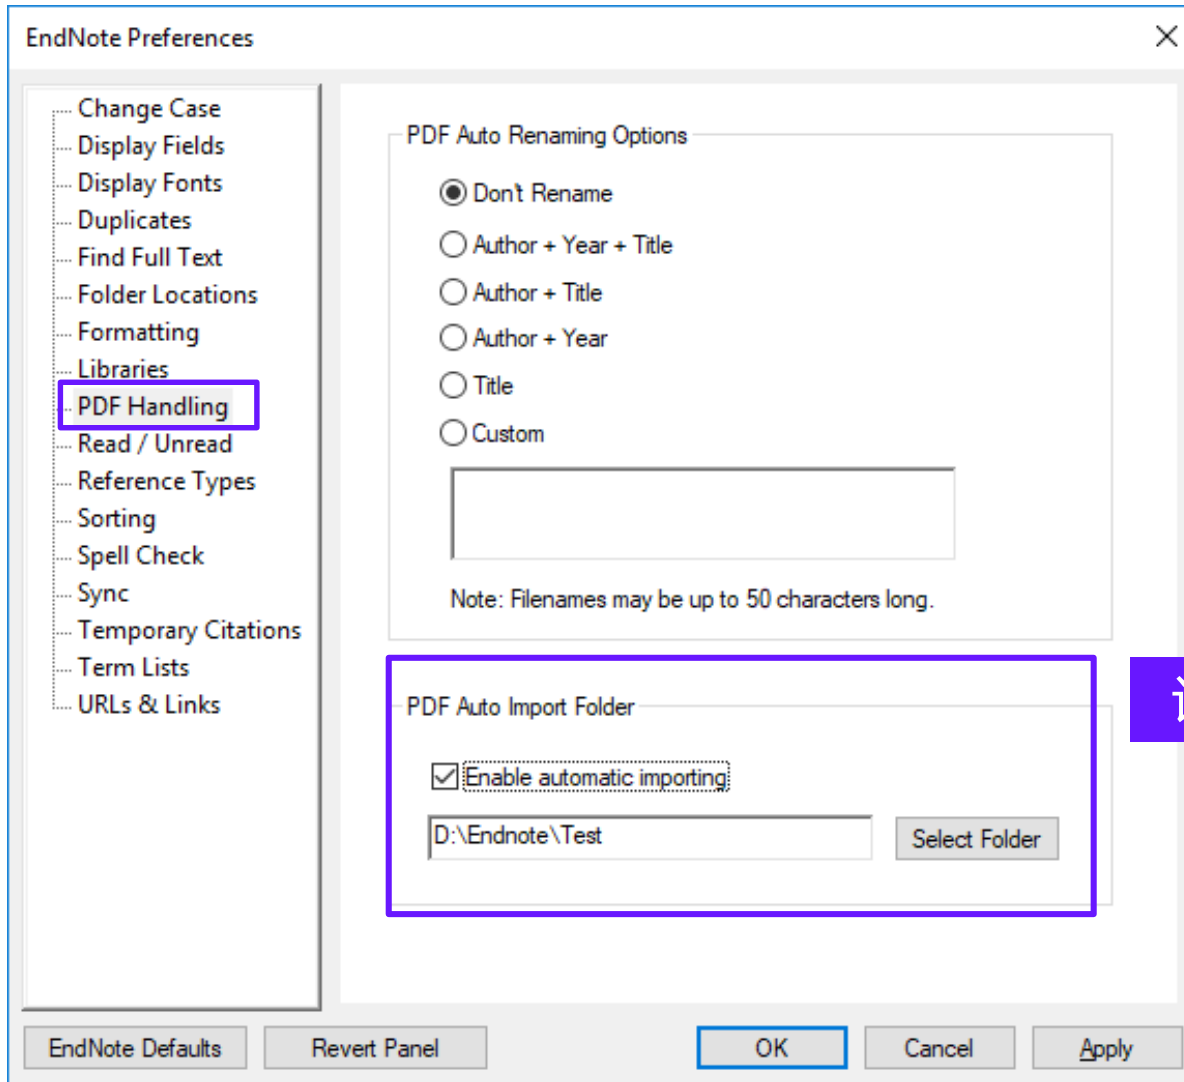 EndNote Preferences
Change Case
Display Fields
Display Fonts
Duplicates
Find Full Text
Folder Locations
Formatting
Libraries
PDF Handling
Read / Unread
Reference Types
Sorting
Spell Check
Sync
Temporary Citations
Term Lists
URLs & Links
PDF Auto Renaming Options
Don't Rename
Author + Year + Title
Author + Title
Author + Year
Title
Custom
Note: Filenames may be up to 50 characters long.
PDF Auto Import Folder
Enable automatic importing
D:\Endnote\Test
Select Folder
EndNote Defaults
Revert Panel
OK
Cancel
Apply